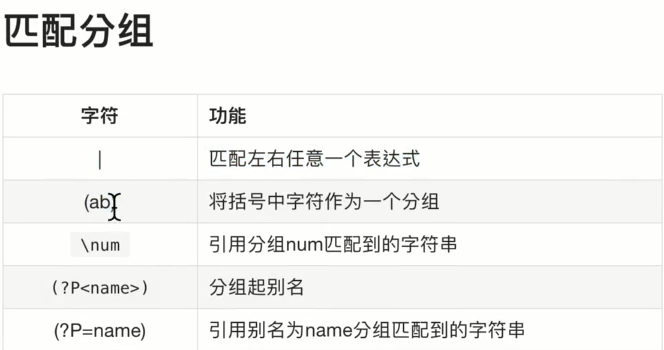 匹配分组
字符 功能
| 匹配左右任意一个表达式
(ab) 将括号中字符作为一个分组
\num 引用分组num匹配到的字符串
(?P<name>) 分组起别名
(?P=name) 引用别名为name分组匹配到的字符串